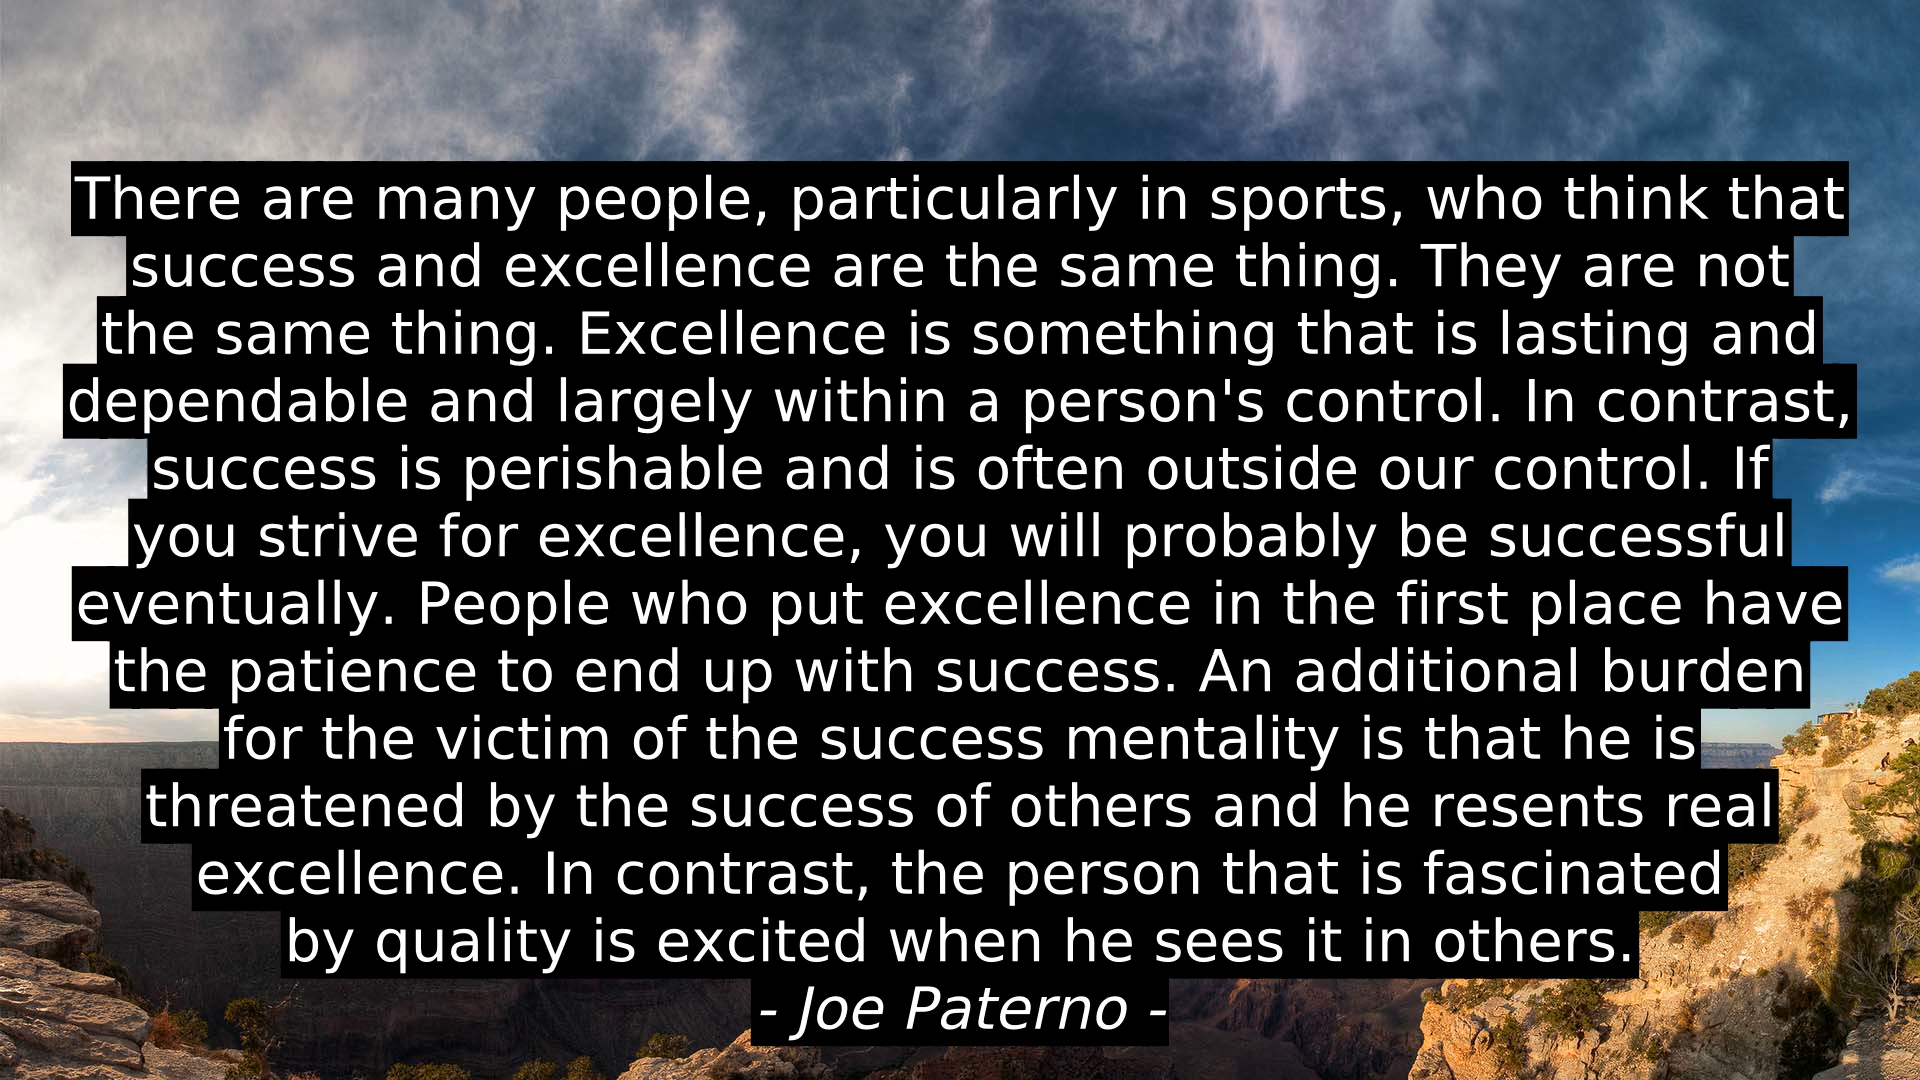 There are many people, particularly in sports, who think that
success and excellence are the same thing. They are not
the same thing. Excellence is something that is lasting and
dependable and largely within a person's control. In contrast,
success is perishable and is often outside our control. If
you strive for excellence, you will probably be successful
eventually. People who put excellence in the first place have
the patience to end up with success. An additional burden
for the victim of the success mentality is that he is
threatened by the success of others and he resents real
excellence. In contrast, the person that is fascinated
by quality is excited when he sees it in others.
- Joe Paterno -